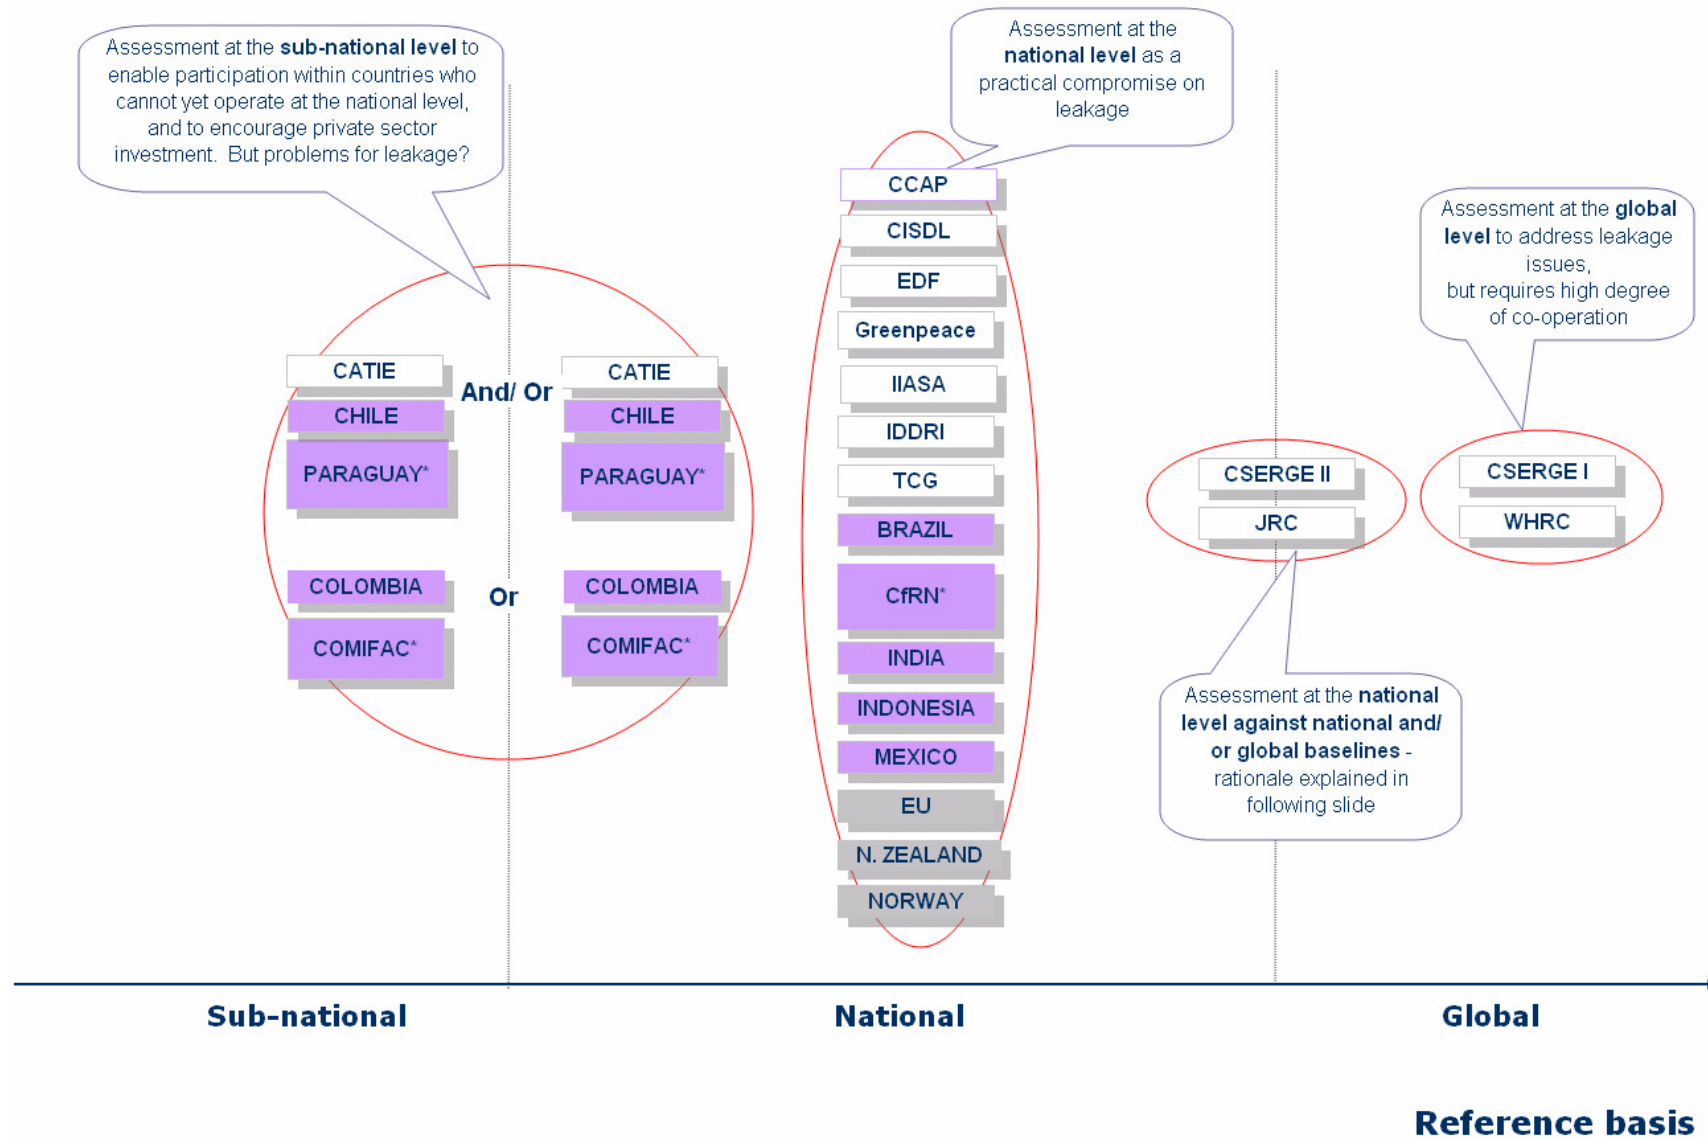 Assessment at the sub-national level to
enable participation within countries who
cannot yet operate at the national level,
and to encourage private sector
investment. But problems for leakage?
Assessment at the
national level as a
practical compromise on
leakage
Assessment at the global
level to address leakage
issues,
but requires high degree
of co-operation
CATIE
CHILE
PARAGUAY*
And/ Or
CATIE
CHILE
PARAGUAY*
COLOMBIA
COMIFAC*
Or
COLOMBIA
COMIFAC*
CCAP
CISDL
EDF
Greenpeace
IIASA
IDDRI
TCG
BRAZIL
CfRN*
INDIA
INDONESIA
MEXICO
EU
N. ZEALAND
NORWAY
CSERGE II
JRC
CSERGE I
WHRC
Assessment at the national
level against national and/
or global baselines -
rationale explained in
following slide
Sub-national
National
Global
Reference basis